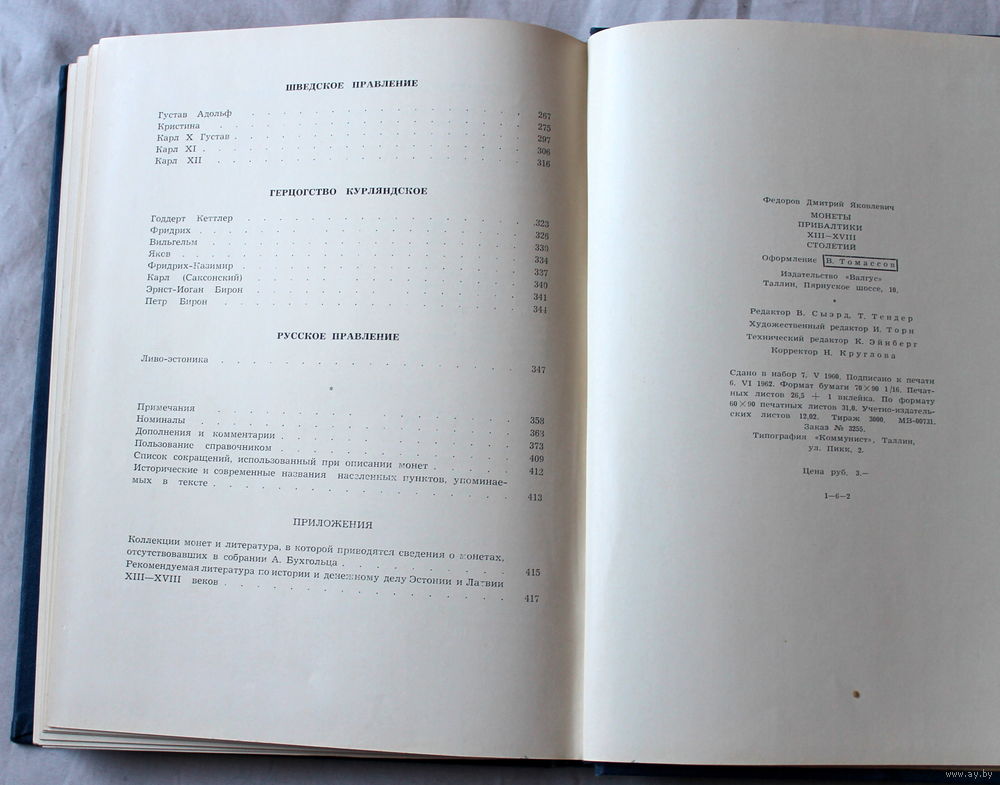 ШВЕДСКОЕ ПРАВЛЕНИЕ
Густав Адольф . . . . . . . . . . . . 267
Кристина . . . . . . . . . . . . 275
Карл X Густав . . . . . . . . . . . . 297
Карл XI . . . . . . . . . . . . 306
Карл XII . . . . . . . . . . . . 316
ГЕРЦОГСТВО КУРЛЯНДСКОЕ
Годдерт Кеттлер . . . . . . . . . . . . 323
Фридрих . . . . . . . . . . . . 326
Вильгельм . . . . . . . . . . . . 330
Яков . . . . . . . . . . . . 334
Фридрих-Казимир . . . . . . . . . . . . 337
Карл (Саксонский) . . . . . . . . . . . . 340
Эрнст-Иоган Бирон . . . . . . . . . . . . 341
Петр Бирон . . . . . . . . . . . . 344
РУССКОЕ ПРАВЛЕНИЕ
Ливо-эстоника . . . . . . . . . . . . 347
*
Примечания . . . . . . . . . . . . 358
Номиналы . . . . . . . . . . . . 363
Дополнения и комментарии . . . . . . . . . . . . 373
Пользование справочником . . . . . . . . . . . . 409
Список сокращений, использованный при описании монет . . . . 412
Исторические и современные названия населенных пунктов, упоминае-
мых в тексте . . . . . . . . . . . . 413
ПРИЛОЖЕНИЯ
Коллекции монет и литература, в которой приводятся сведения о монетах,
отсутствовавших в собрании А. Бухгольца . . . . . . . . 415
Рекомендуемая литература по истории и денежному делу Эстонии и Латвии
XIII—XVIII веков . . . . . . . . . . . . 417
Федоров Дмитрий Яковлевич
МОНЕТЫ
ПРИБАЛТИКИ
XIII—XVIII
СТОЛЕТИЙ
Оформление В. Томассов
Издательство «Валгус»
Таллин, Пярнуское шоссе, 10.
*
Редактор В. Сыэрд, Т. Тендер
Художественный редактор И. Торн
Технический редактор К. Эйнберг
Корректор Н. Круглова
Сдано в набор 7. V 1960. Подписано к печати
6. VI 1962. Формат бумаги 70×90 1/16. Печат-
ных листов 26,5 + 1 вклейка. По формату
60×90 печатных листов 31,0. Учетно-издатель-
ских листов 12,02. Тираж 3000. МВ-00731.
Заказ № 3255.
Типография «Коммунист», Таллин,
ул. Пикк, 2.
Цена руб. 3.—
1—6—2
www.ay.by